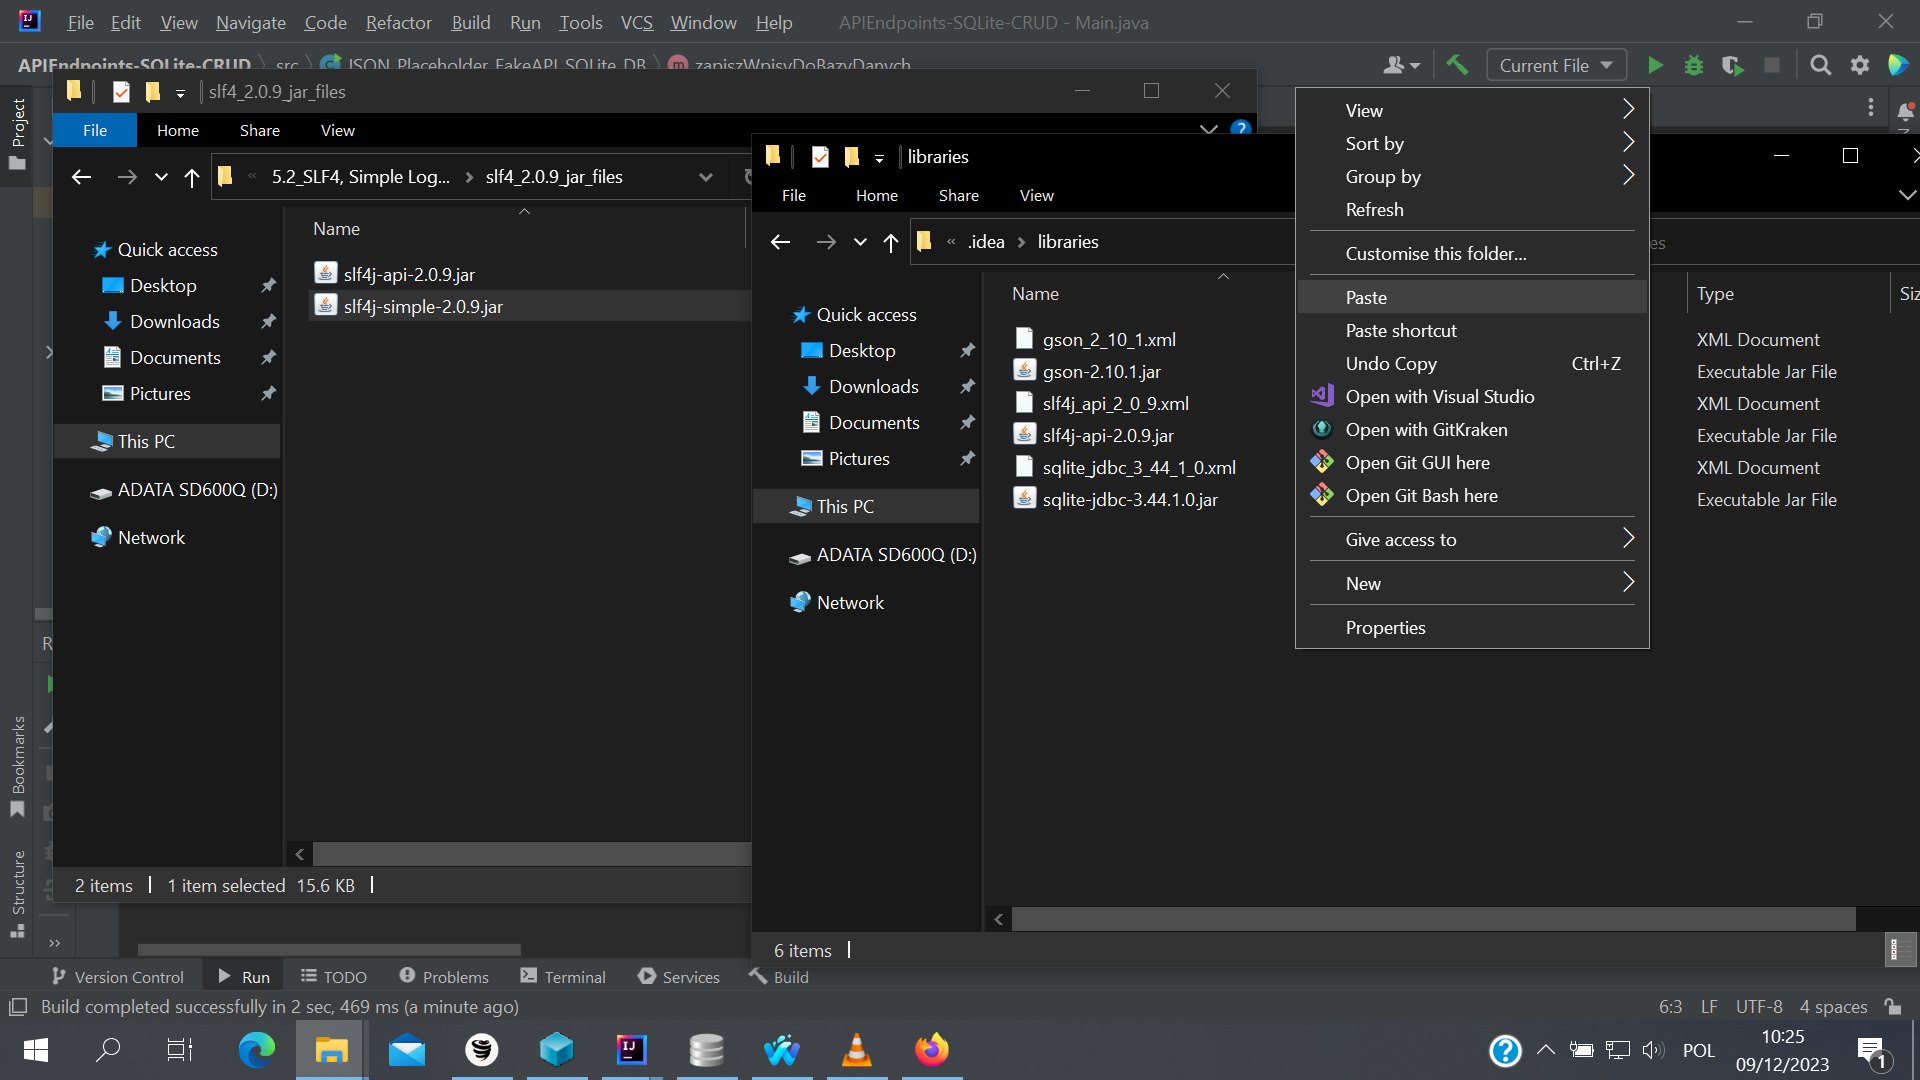 File Edit View Navigate Code Refactor Build Run Tools VCS Window Help APIEndpoints-SQLite-CRUD - Main.java
APIEndpoints-SQLite-CRUD src JSON_Placeholder_FakeAPI_SQLite_DB zapiszWpisyDoBazyDanych
Current File
Project
Bookmarks
Structure
slf4_2.0.9_jar_files
File Home Share View
5.2_SLF4, Simple Log... slf4_2.0.9_jar_files
Name
Quick access
Desktop
Downloads
Documents
Pictures
This PC
ADATA SD600Q (D:)
Network
slf4j-api-2.0.9.jar
slf4j-simple-2.0.9.jar
2 items 1 item selected 15.6 KB
libraries
File Home Share View
.idea libraries
Name Type
Quick access
Desktop
Downloads
Documents
Pictures
This PC
ADATA SD600Q (D:)
Network
gson_2_10_1.xml XML Document
gson-2.10.1.jar Executable Jar File
slf4j_api_2_0_9.xml XML Document
slf4j-api-2.0.9.jar Executable Jar File
sqlite_jdbc_3_44_1_0.xml XML Document
sqlite-jdbc-3.44.1.0.jar Executable Jar File
6 items
View
Sort by
Group by
Refresh
Customise this folder...
Paste
Paste shortcut
Undo Copy Ctrl+Z
Open with Visual Studio
Open with GitKraken
Open Git GUI here
Open Git Bash here
Give access to
New
Properties
Version Control Run TODO Problems Terminal Services Build
Build completed successfully in 2 sec, 469 ms (a minute ago) 6:3 LF UTF-8 4 spaces
POL 10:25
09/12/2023
1